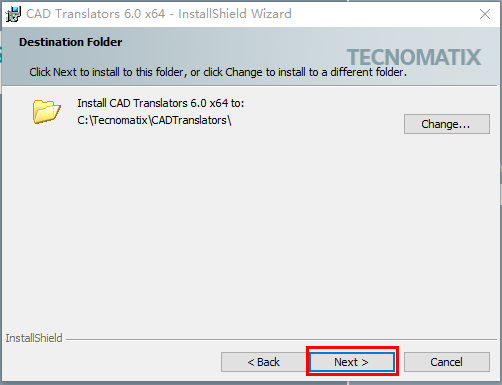 CAD Translators 6.0 x64 - InstallShield Wizard
Destination Folder
TECNOMATIX
Click Next to install to this folder, or click Change to install to a different folder.
Install CAD Translators 6.0 x64 to:
C:\Tecnomatix\CADTranslators\
Change...
InstallShield
< Back
Next >
Cancel